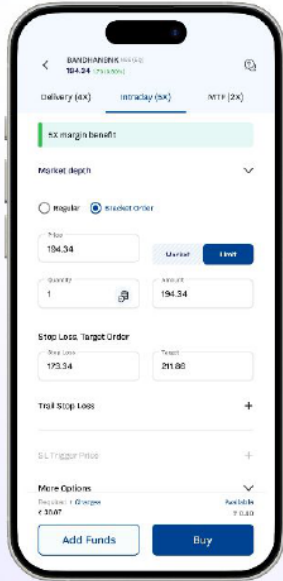 BANDHANBNK
194.34
Delivery (4X) Intraday (5X) MTF (2X)
5X margin benefit
Market depth
Regular Bracket Order
Price
194.34 Market Limit
Quantity Amount
1 194.34
Stop Loss, Target Order
Stop Loss Target
173.34 211.86
Trail Stop Loss +
SL Trigger Price +
More Options
Required + Charges Available
Add Funds Buy